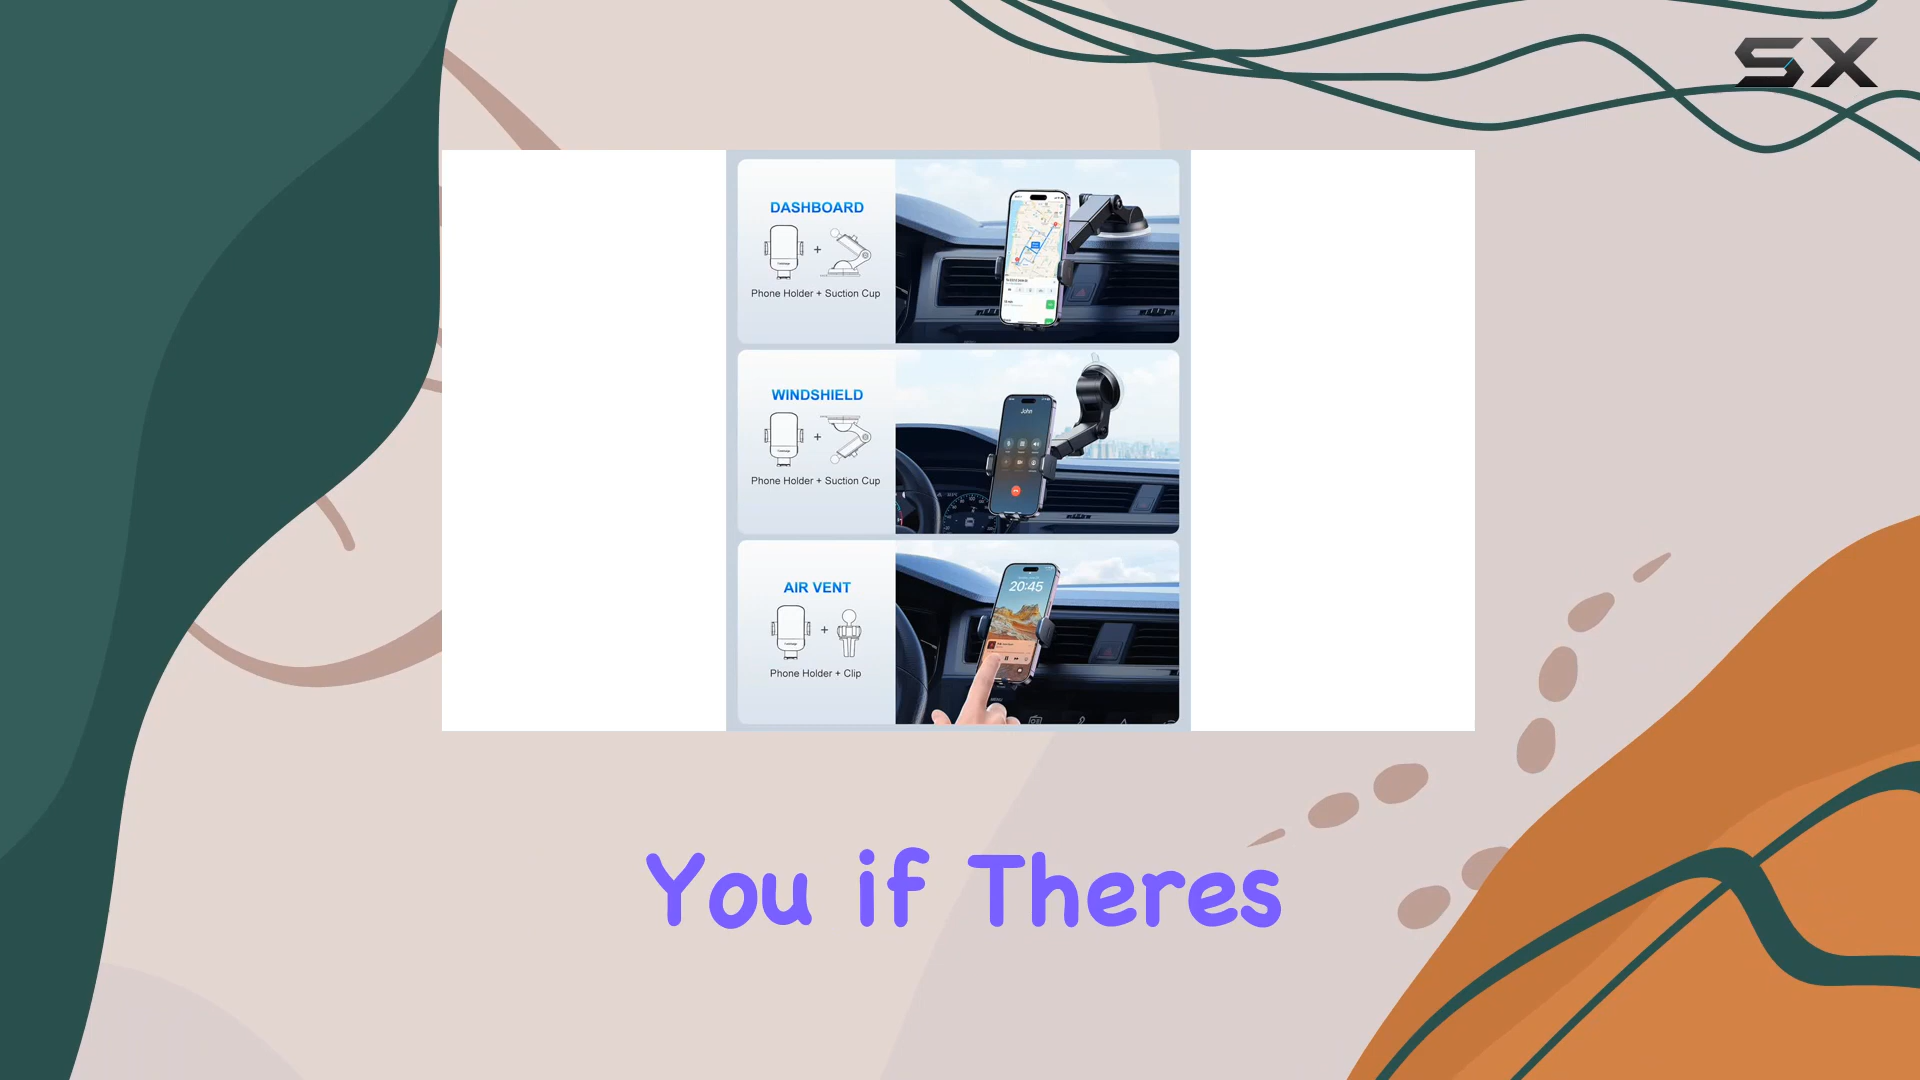 SX
DASHBOARD
+
Phone Holder + Suction Cup
WINDSHIELD
+
Phone Holder + Suction Cup
John
AIR VENT
+
Phone Holder + Clip
20:45
You if Theres